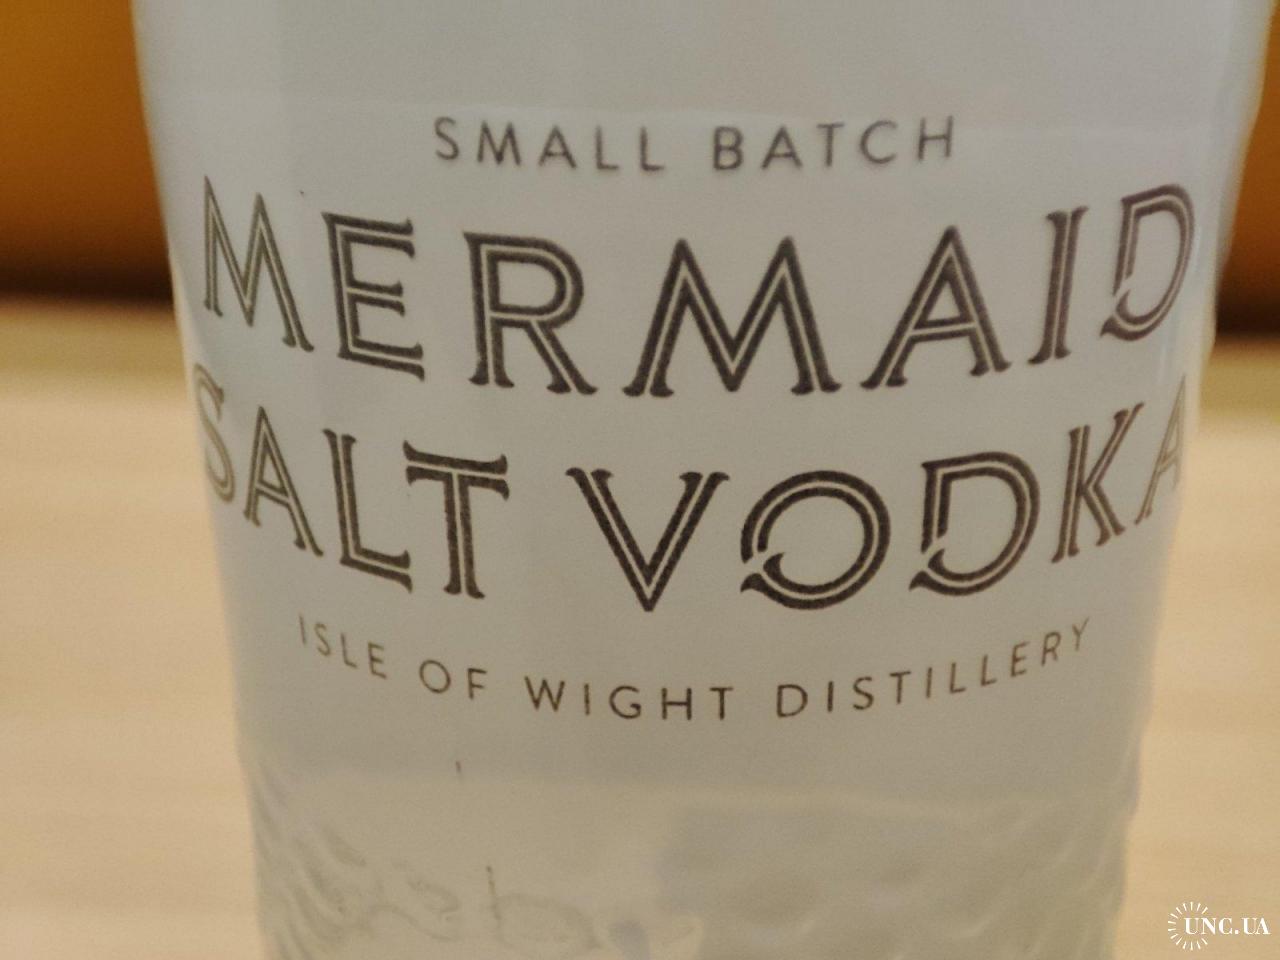 SMALL BATCH
MERMAID
SALT VODKA
ISLE OF WIGHT DISTILLERY
UNC.UA